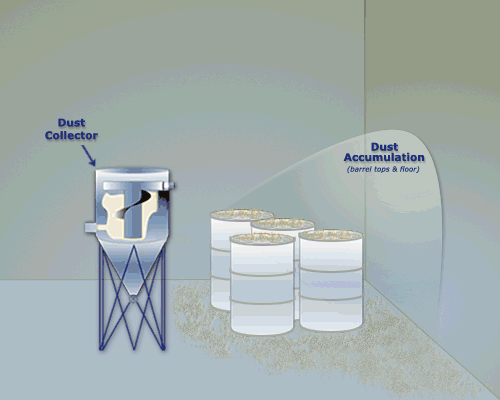 Dust
Collector
Dust
Accumulation
(barrel tops & floor)